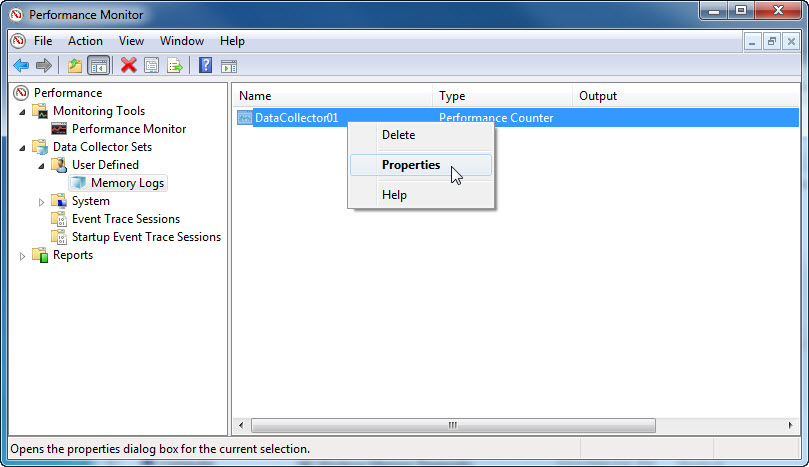 Performance Monitor
File Action View Window Help
Performance
Monitoring Tools
Performance Monitor
Data Collector Sets
User Defined
Memory Logs
System
Event Trace Sessions
Startup Event Trace Sessions
Reports
Name Type Output
DataCollector01 Performance Counter
Delete
Properties
Help
Opens the properties dialog box for the current selection.